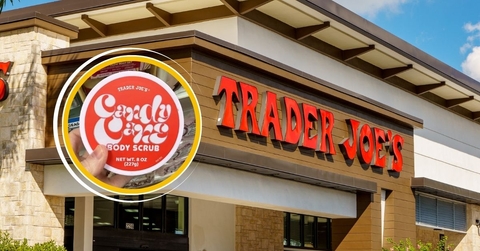 TRADER JOE'S
Candy
Cane
BODY SCRUB
NET WT. 8 OZ
(227g)
TRADER JOE'S
S